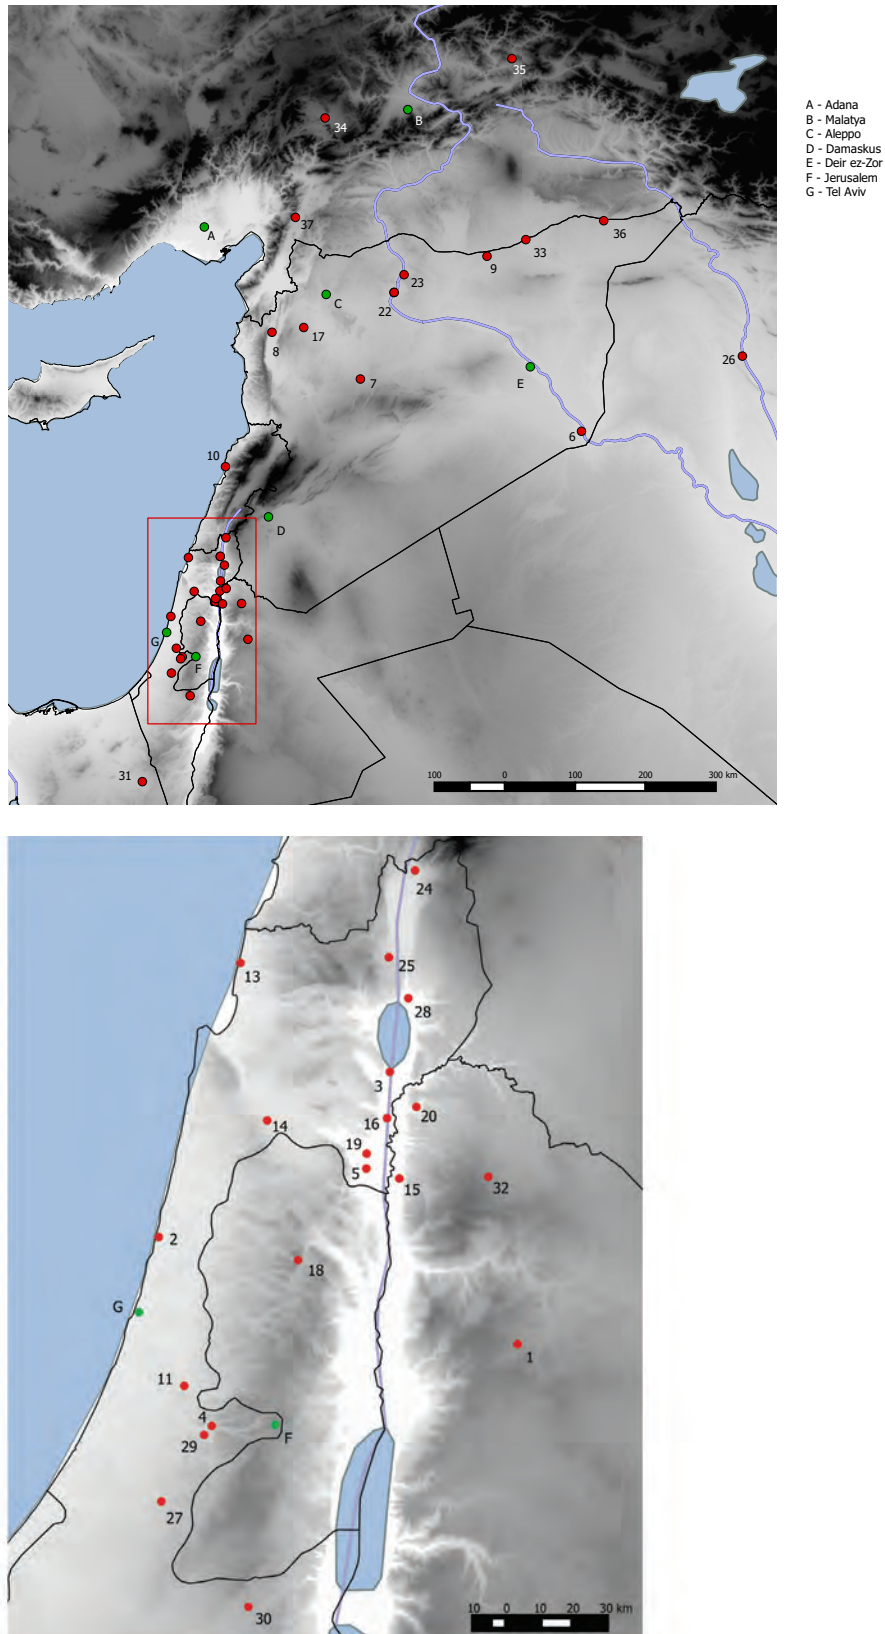 A - Adana
B - Malatya
C - Aleppo
D - Damaskus
E - Deir ez-Zor
F - Jerusalem
G - Tel Aviv
35
B
34
37
A
36
33
9
23
C
22
17
8
26
7
E
6
10
D
G
F
31
100 0 100 200 300 km
24
25
13
28
3
20
16
14
19
5
15
32
2
18
G
1
11
4
F
29
27
30
10 0 10 20 30 km